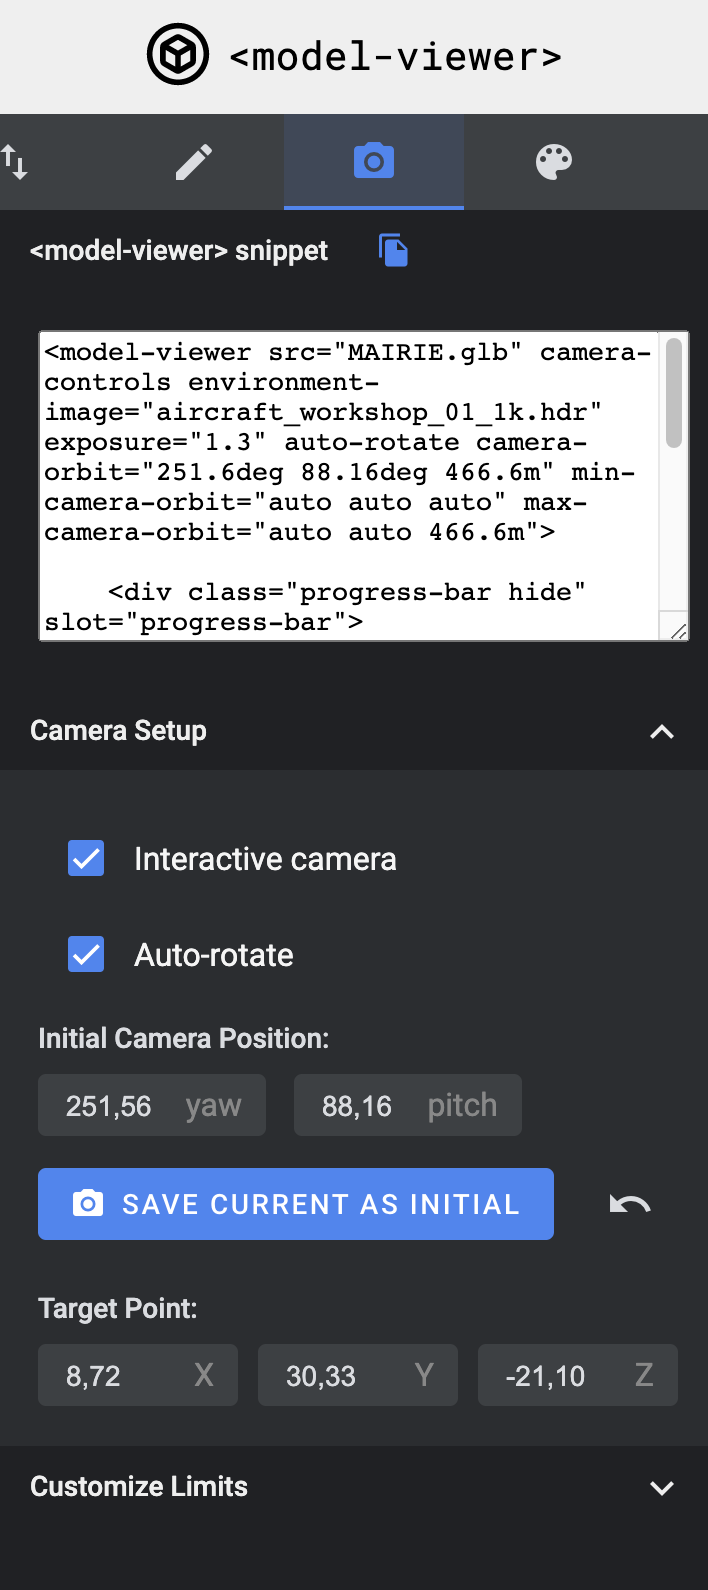 <model-viewer>
<model-viewer> snippet
<model-viewer src="MAIRIE.glb" camera-
controls environment-
image="aircraft_workshop_01_1k.hdr"
exposure="1.3" auto-rotate camera-
orbit="251.6deg 88.16deg 466.6m" min-
camera-orbit="auto auto auto" max-
camera-orbit="auto auto 466.6m">
<div class="progress-bar hide"
slot="progress-bar">
Camera Setup
Interactive camera
Auto-rotate
Initial Camera Position:
251,56 yaw 88,16 pitch
SAVE CURRENT AS INITIAL
Target Point:
8,72 X 30,33 Y -21,10 Z
Customize Limits